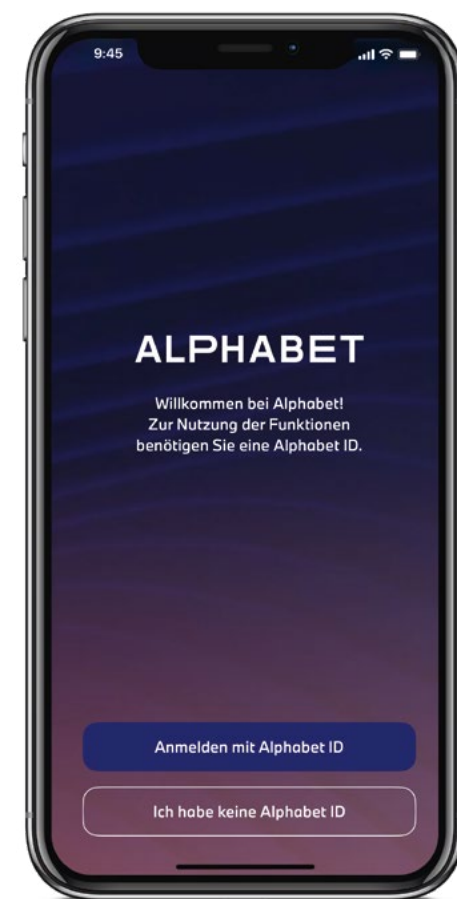 9:45
ALPHABET
Willkommen bei Alphabet!
Zur Nutzung der Funktionen
benötigen Sie eine Alphabet ID.
Anmelden mit Alphabet ID
Ich habe keine Alphabet ID